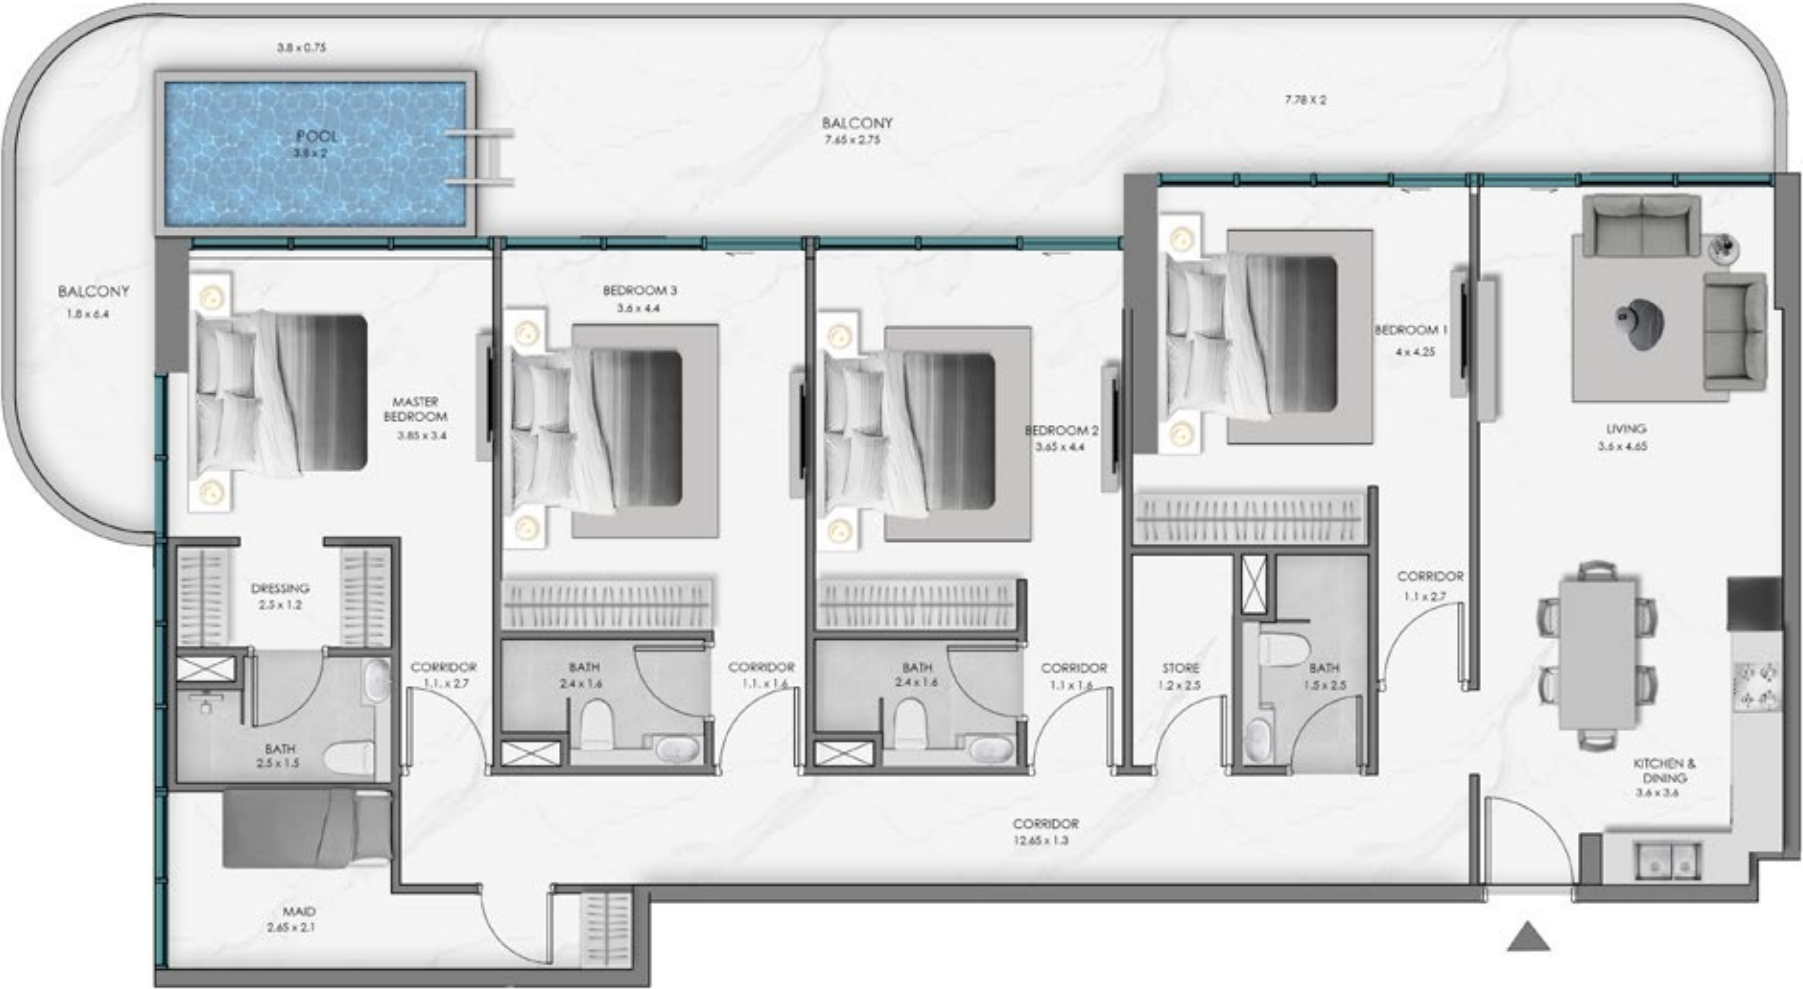 3.8 x 0.75
POOL
3.8 x 2
BALCONY
7.65 x 2.75
7.78 X 2
BALCONY
1.8 x 6.4
MASTER
BEDROOM
3.85 x 3.4
BEDROOM 3
3.6 x 4.4
BEDROOM 2
3.65 x 4.4
BEDROOM 1
4 x 4.25
LIVING
3.6 x 4.65
DRESSING
2.5 x 1.2
CORRIDOR
1.1. x 2.7
BATH
2.4 x 1.6
CORRIDOR
1.1. x 1.6
BATH
2.4 x 1.6
CORRIDOR
1.1 x 1.6
STORE
1.2 x 2.5
BATH
1.5 x 2.5
CORRIDOR
1.1 x 2.7
BATH
2.5 x 1.5
KITCHEN &
DINING
3.6 x 3.6
CORRIDOR
12.65 x 1.3
MAID
2.65 x 2.1